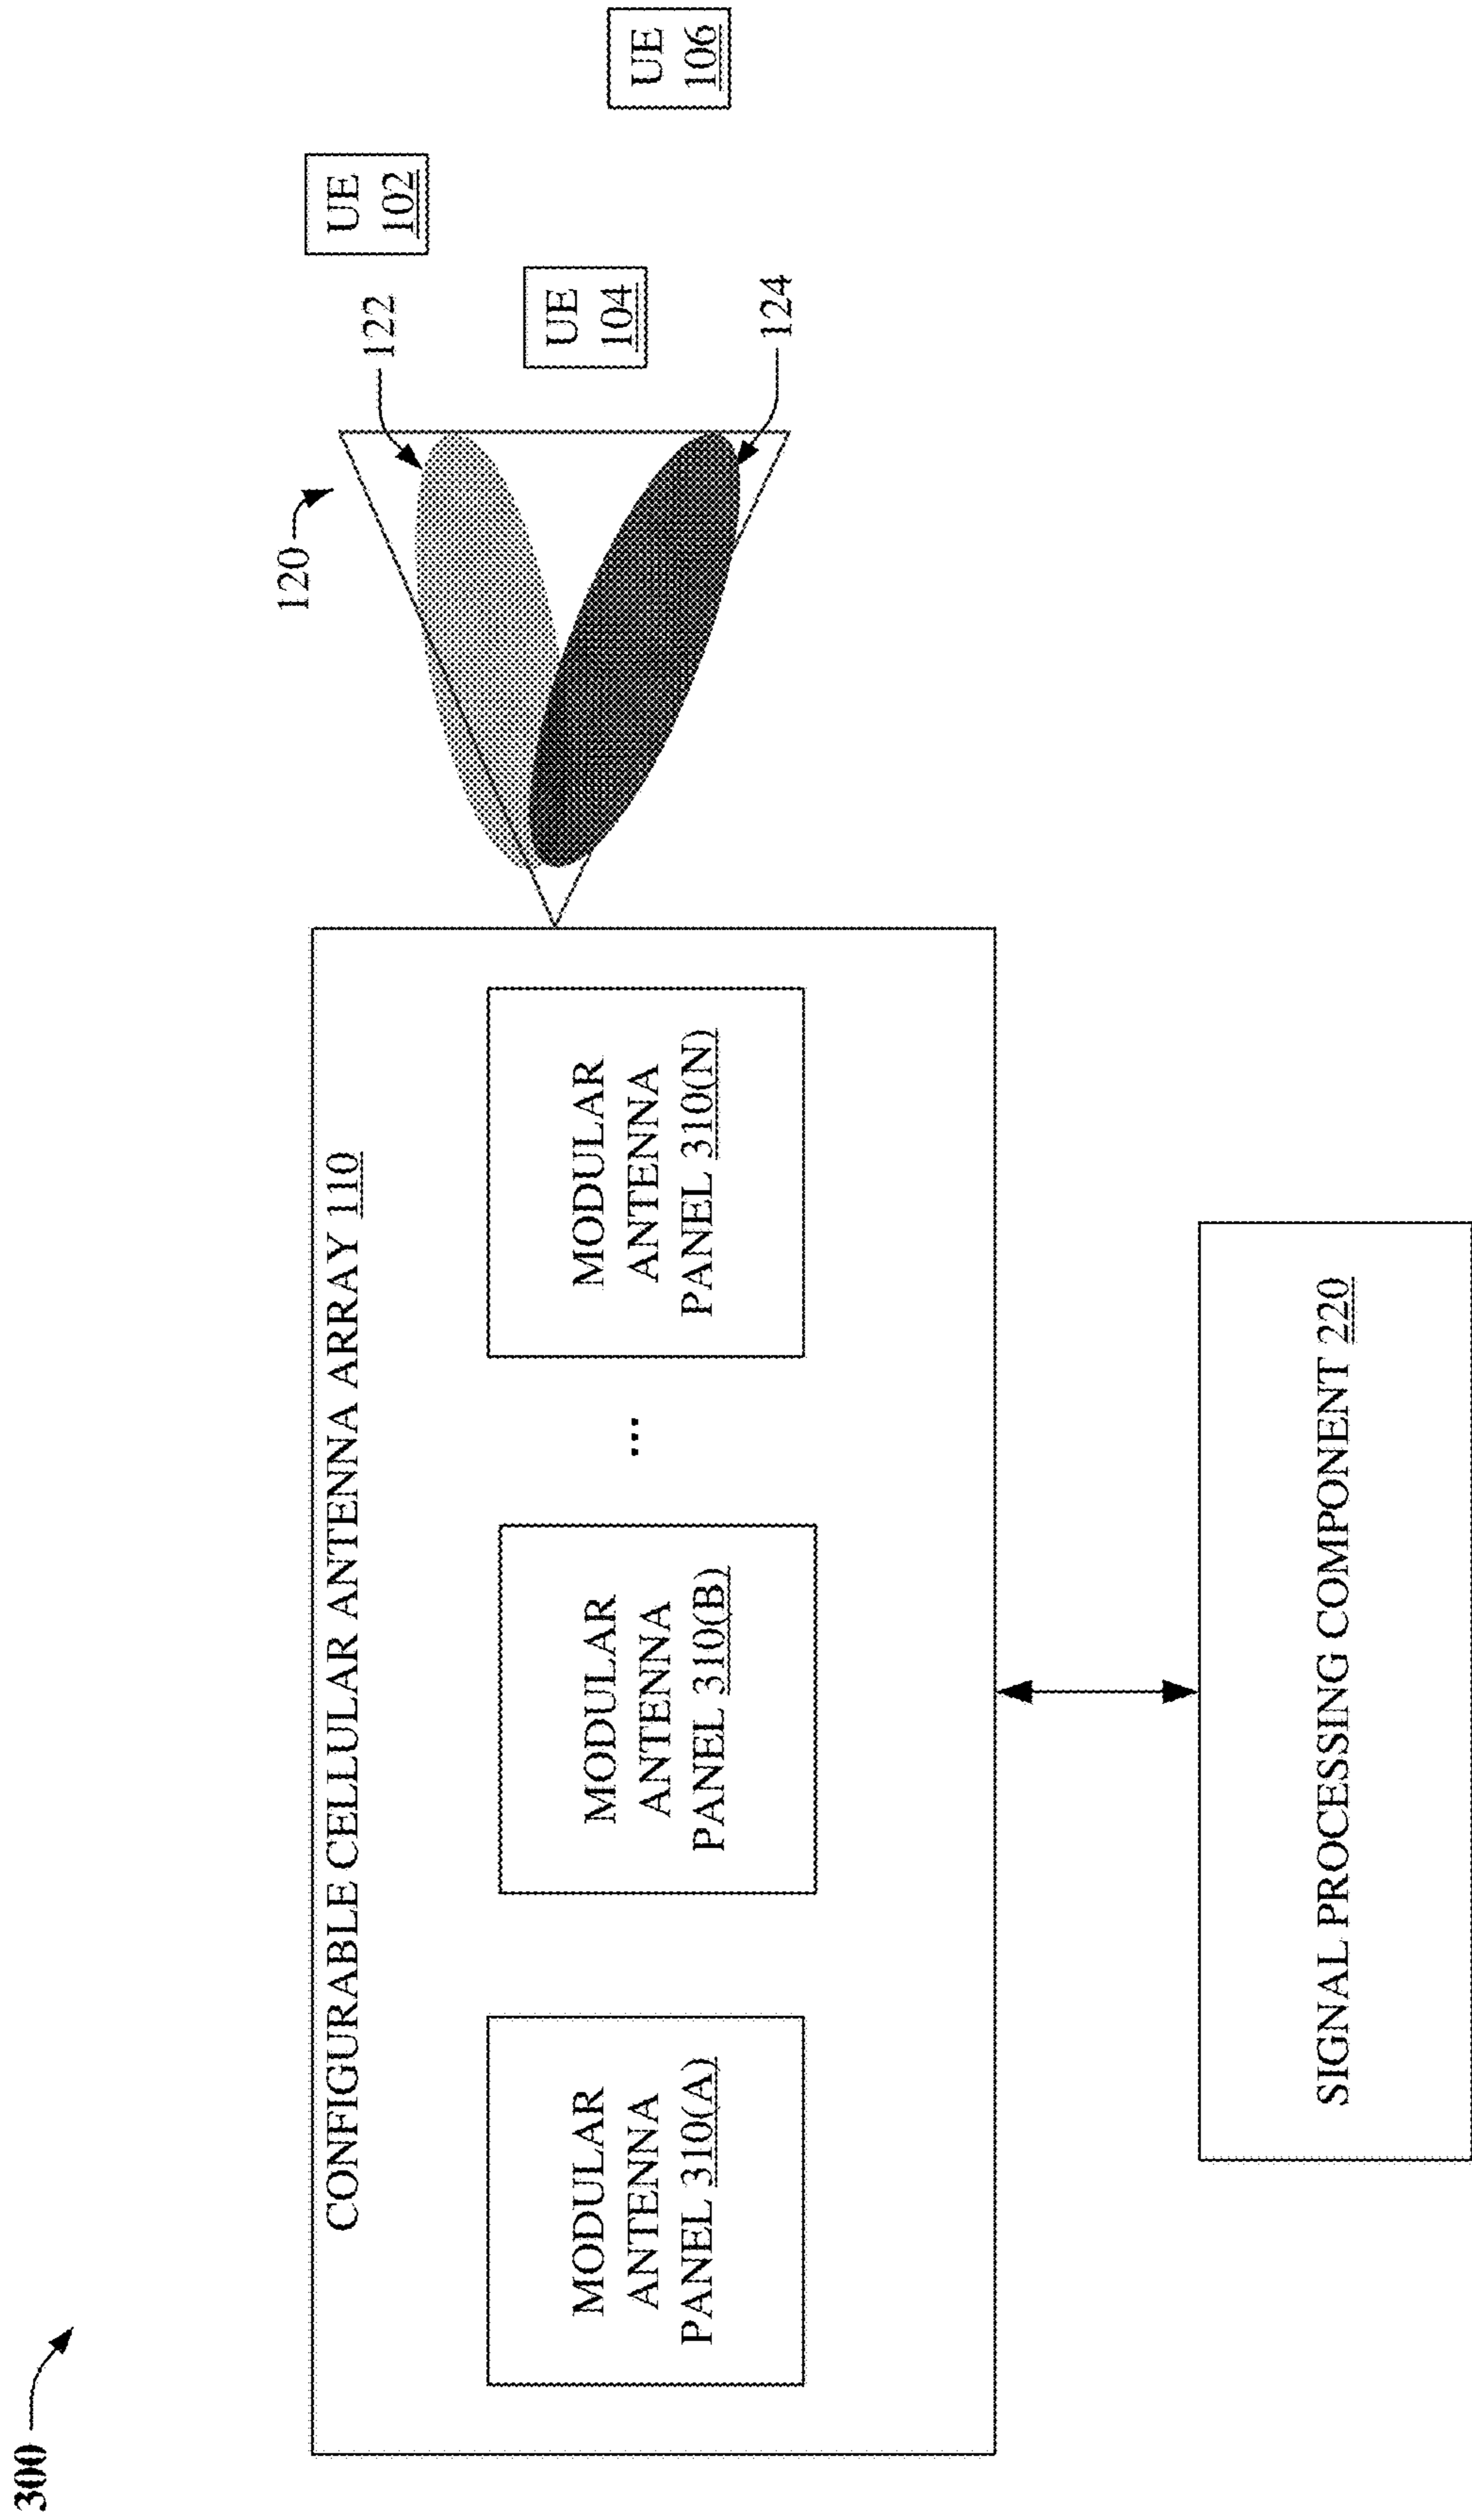 300
CONFIGURABLE CELLULAR ANTENNA ARRAY 110
MODULAR
ANTENNA
PANEL 310(A)
MODULAR
ANTENNA
PANEL 310(B)
...
MODULAR
ANTENNA
PANEL 310(N)
SIGNAL PROCESSING COMPONENT 220
120
122
124
UE
102
UE
104
UE
106